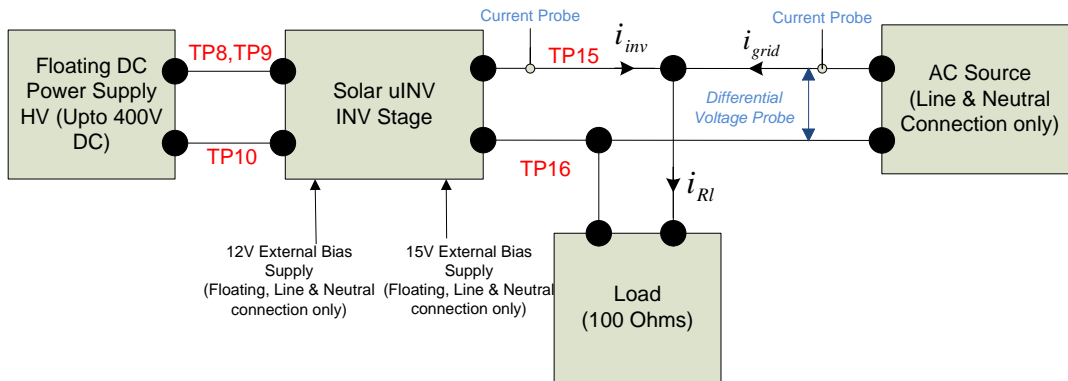 Floating DC
Power Supply
HV (Upto 400V
DC)
TP8,TP9
TP10
Solar uINV
INV Stage
Current Probe
TP15
i_inv
TP16
i_grid
Current Probe
Differential
Voltage Probe
AC Source
(Line & Neutral
Connection only)
i_Rl
12V External Bias
Supply
(Floating, Line & Neutral
connection only)
15V External Bias
Supply
(Floating, Line & Neutral
connection only)
Load
(100 Ohms)